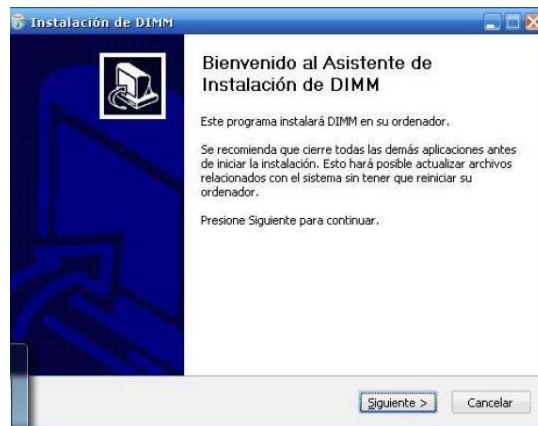 Instalación de DIMM
Bienvenido al Asistente de
Instalación de DIMM
Este programa instalará DIMM en su ordenador.
Se recomienda que cierre todas las demás aplicaciones antes
de iniciar la instalación. Esto hará posible actualizar archivos
relacionados con el sistema sin tener que reiniciar su
ordenador.
Presione Siguiente para continuar.
Siguiente >
Cancelar